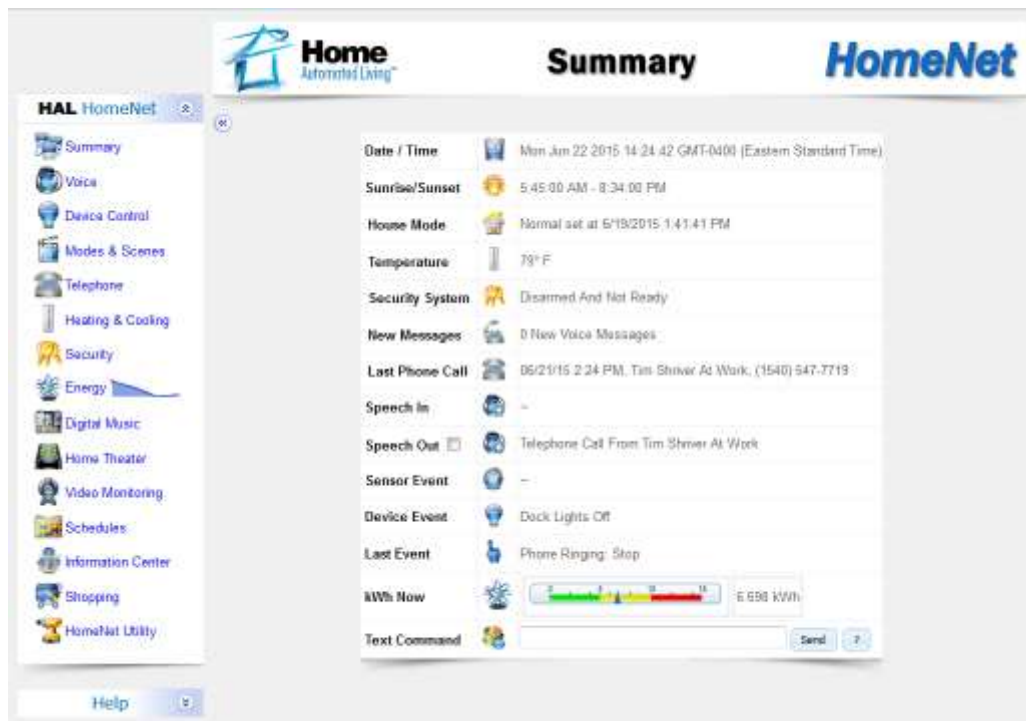 Home
Automated Living™
Summary
HomeNet
HAL HomeNet
Summary
Voice
Device Control
Modes & Scenes
Telephone
Heating & Cooling
Security
Energy
Digital Music
Home Theater
Video Monitoring
Schedules
Information Center
Shopping
HomeNet Utility
Help
Date / Time Mon Jun 22 2015 14:24:42 GMT-0400 (Eastern Standard Time)
Sunrise/Sunset 5:45:00 AM - 8:34:00 PM
House Mode Normal set at 6/19/2015 1:41:41 PM
Temperature 79° F
Security System Disarmed And Not Ready
New Messages 0 New Voice Messages
Last Phone Call 06/21/15 2:24 PM, Tim Shriver At Work, (1540) 547-7719
Speech In --
Speech Out Telephone Call From Tim Shriver At Work
Sensor Event --
Device Event Dock Lights Off
Last Event Phone Ringing: Stop
kWh Now 6.698 kWh
Text Command Send ?